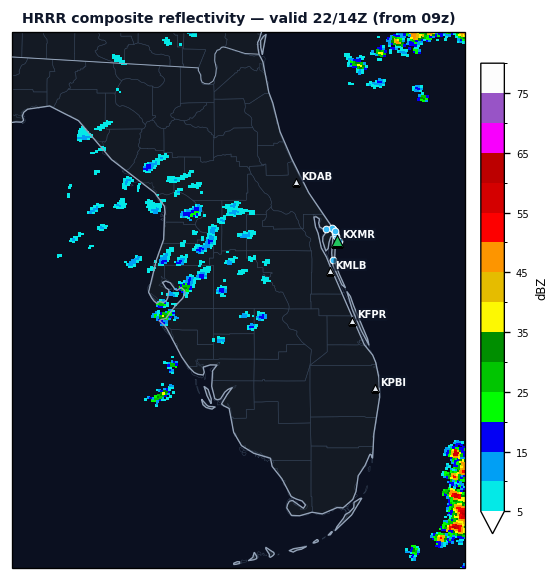 HRRR composite reflectivity — valid 22/14Z (from 09z)
KDAB
KXMR
KMLB
KFPR
KPBI
75
65
55
45
35
25
15
5
dBZ